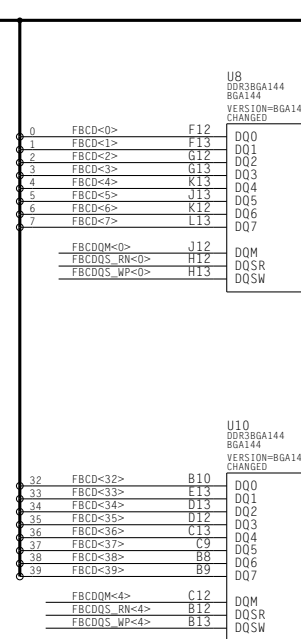 U8
DDR3BGA144
BGA144
VERSION=BGA14
CHANGED
0 FBCD<0> F12 DQ0
1 FBCD<1> F13 DQ1
2 FBCD<2> G12 DQ2
3 FBCD<3> G13 DQ3
4 FBCD<4> K13 DQ4
5 FBCD<5> J13 DQ5
6 FBCD<6> K12 DQ6
7 FBCD<7> L13 DQ7
FBCDQM<0> J12 DQM
FBCDQS_RN<0> H12 DQSR
FBCDQS_WP<0> H13 DQSW
U10
DDR3BGA144
BGA144
VERSION=BGA14
CHANGED
32 FBCD<32> B10 DQ0
33 FBCD<33> E13 DQ1
34 FBCD<34> D13 DQ2
35 FBCD<35> D12 DQ3
36 FBCD<36> C13 DQ4
37 FBCD<37> C9 DQ5
38 FBCD<38> B8 DQ6
39 FBCD<39> B9 DQ7
FBCDQM<4> C12 DQM
FBCDQS_RN<4> B12 DQSR
FBCDQS_WP<4> B13 DQSW